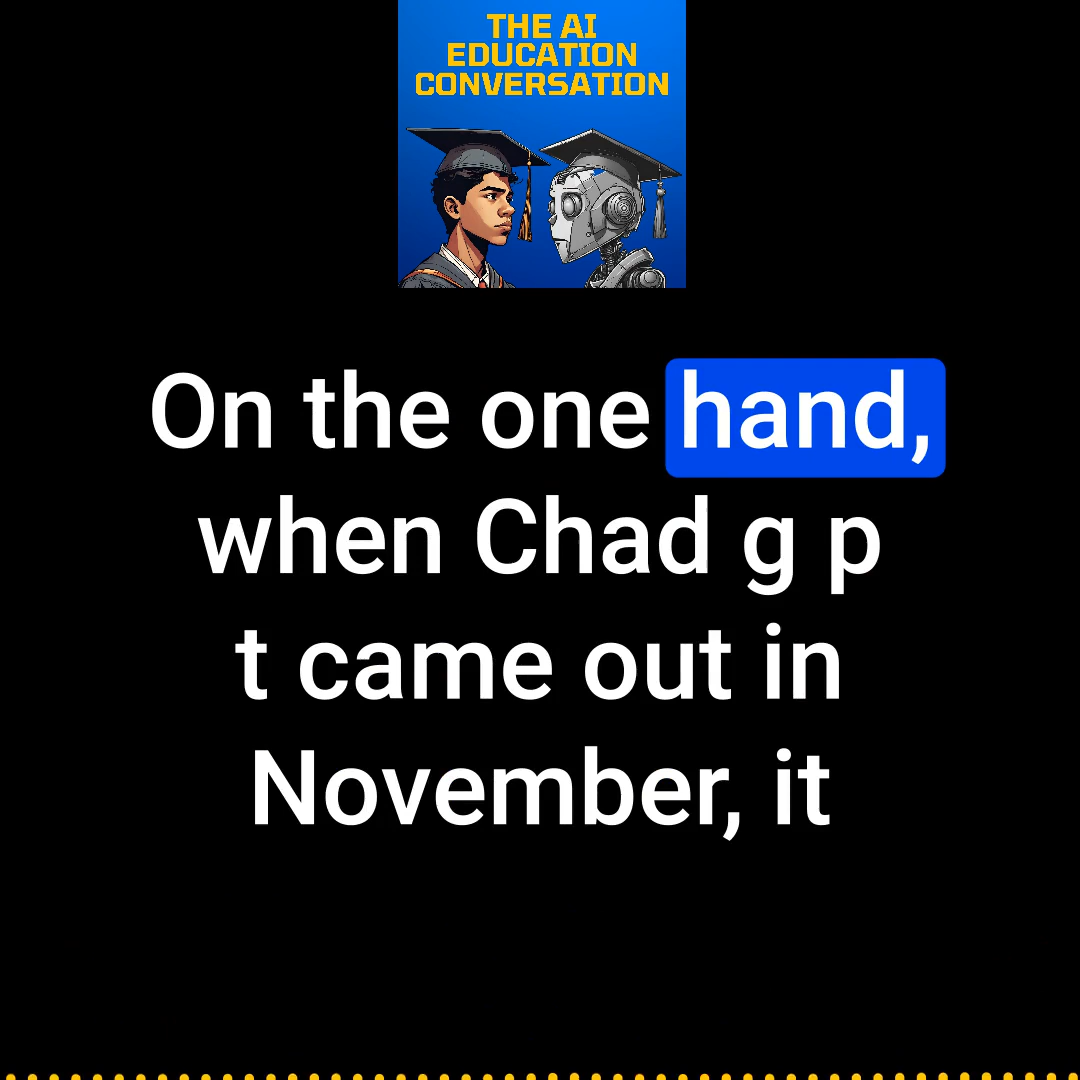 THE AI
EDUCATION
CONVERSATION
On the one hand,
when Chad g p
t came out in
November, it